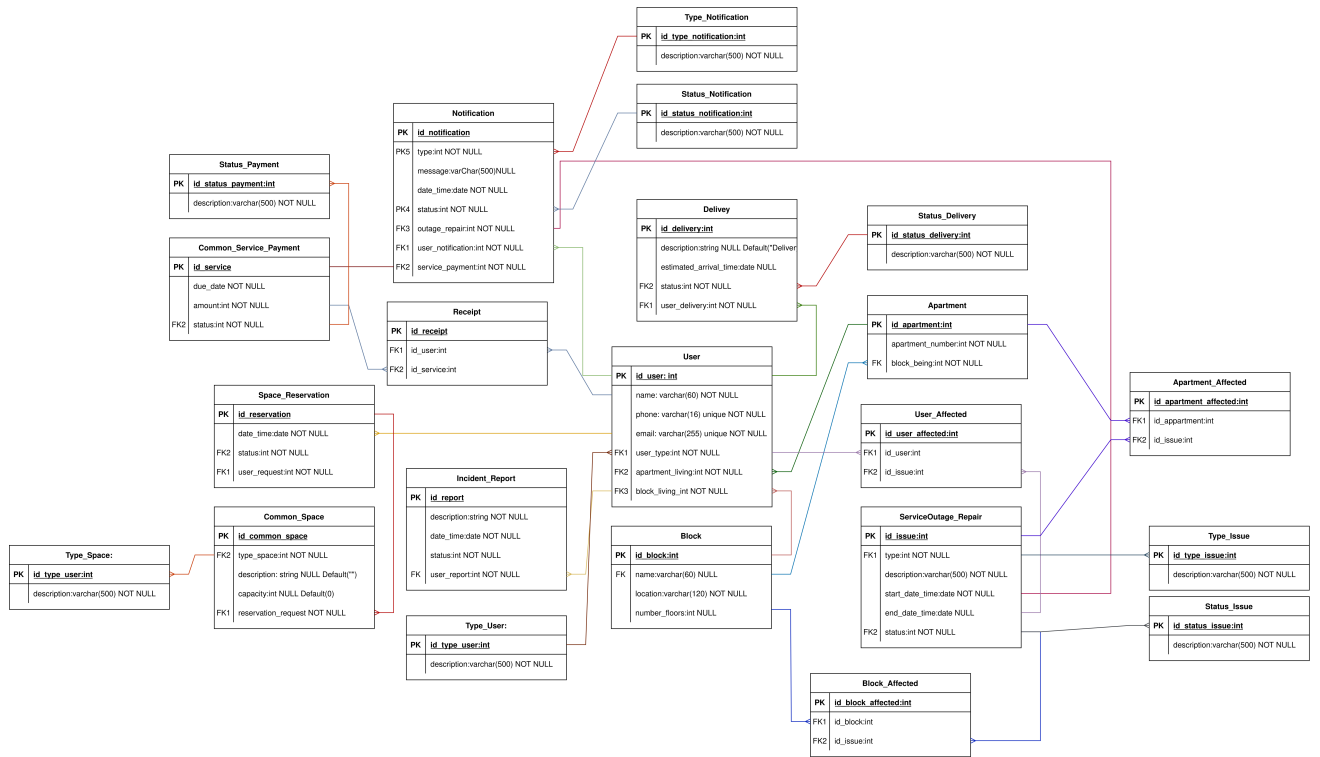 Type_Notification
PK id_type_notification:int
description:varchar(500) NOT NULL
Status_Notification
PK id_status_notification:int
description:varchar(500) NOT NULL
Notification
PK id_notification
PK5 type:int NOT NULL
message:varChar(500)NULL
date_time:date NOT NULL
PK4 status:int NOT NULL
FK3 outage_repair:int NOT NULL
FK1 user_notification:int NOT NULL
FK2 service_payment:int NOT NULL
Status_Payment
PK id_status_payment:int
description:varchar(500) NOT NULL
Common_Service_Payment
PK id_service
due_date NOT NULL
amount:int NOT NULL
FK2 status:int NOT NULL
Delivey
PK id_delivery:int
description:string NULL Default("Deliver
estimated_arrival_time:date NULL
FK2 status:int NOT NULL
FK1 user_delivery:int NOT NULL
Status_Delivery
PK id_status_delivery:int
description:varchar(500) NOT NULL
Receipt
PK id_receipt
FK1 id_user:int
FK2 id_service:int
Apartment
PK id_apartment:int
apartment_number:int NOT NULL
FK block_being:int NOT NULL
User
PK id_user: int
name: varchar(60) NOT NULL
phone: varchar(16) unique NOT NULL
email: varchar(255) unique NOT NULL
FK1 user_type:int NOT NULL
FK2 apartment_living:int NOT NULL
FK3 block_living_int NOT NULL
Apartment_Affected
PK id_apartment_affected:int
FK1 id_appartment:int
FK2 id_issue:int
Space_Reservation
PK id_reservation
date_time:date NOT NULL
FK2 status:int NOT NULL
FK1 user_request:int NOT NULL
User_Affected
PK id_user_affected:int
FK1 id_user:int
FK2 id_issue:int
Incident_Report
PK id_report
description:string NOT NULL
date_time:date NOT NULL
status:int NOT NULL
FK user_report:int NOT NULL
Common_Space
PK id_common_space
FK2 type_space:int NOT NULL
description: string NULL Default("")
capacity:int NULL Default(0)
FK1 reservation_request NOT NULL
Type_Space:
PK id_type_user:int
description:varchar(500) NOT NULL
Block
PK id_block:int
FK name:varchar(60) NULL
location:varchar(120) NOT NULL
number_floors:int NULL
ServiceOutage_Repair
PK id_issue:int
FK1 type:int NOT NULL
description:varchar(500) NOT NULL
start_date_time:date NOT NULL
end_date_time:date NULL
FK2 status:int NOT NULL
Type_Issue
PK id_type_issue:int
description:varchar(500) NOT NULL
Status_Issue
PK id_status_issue:int
description:varchar(500) NOT NULL
Type_User:
PK id_type_user:int
description:varchar(500) NOT NULL
Block_Affected
PK id_block_affected:int
FK1 id_block:int
FK2 id_issue:int